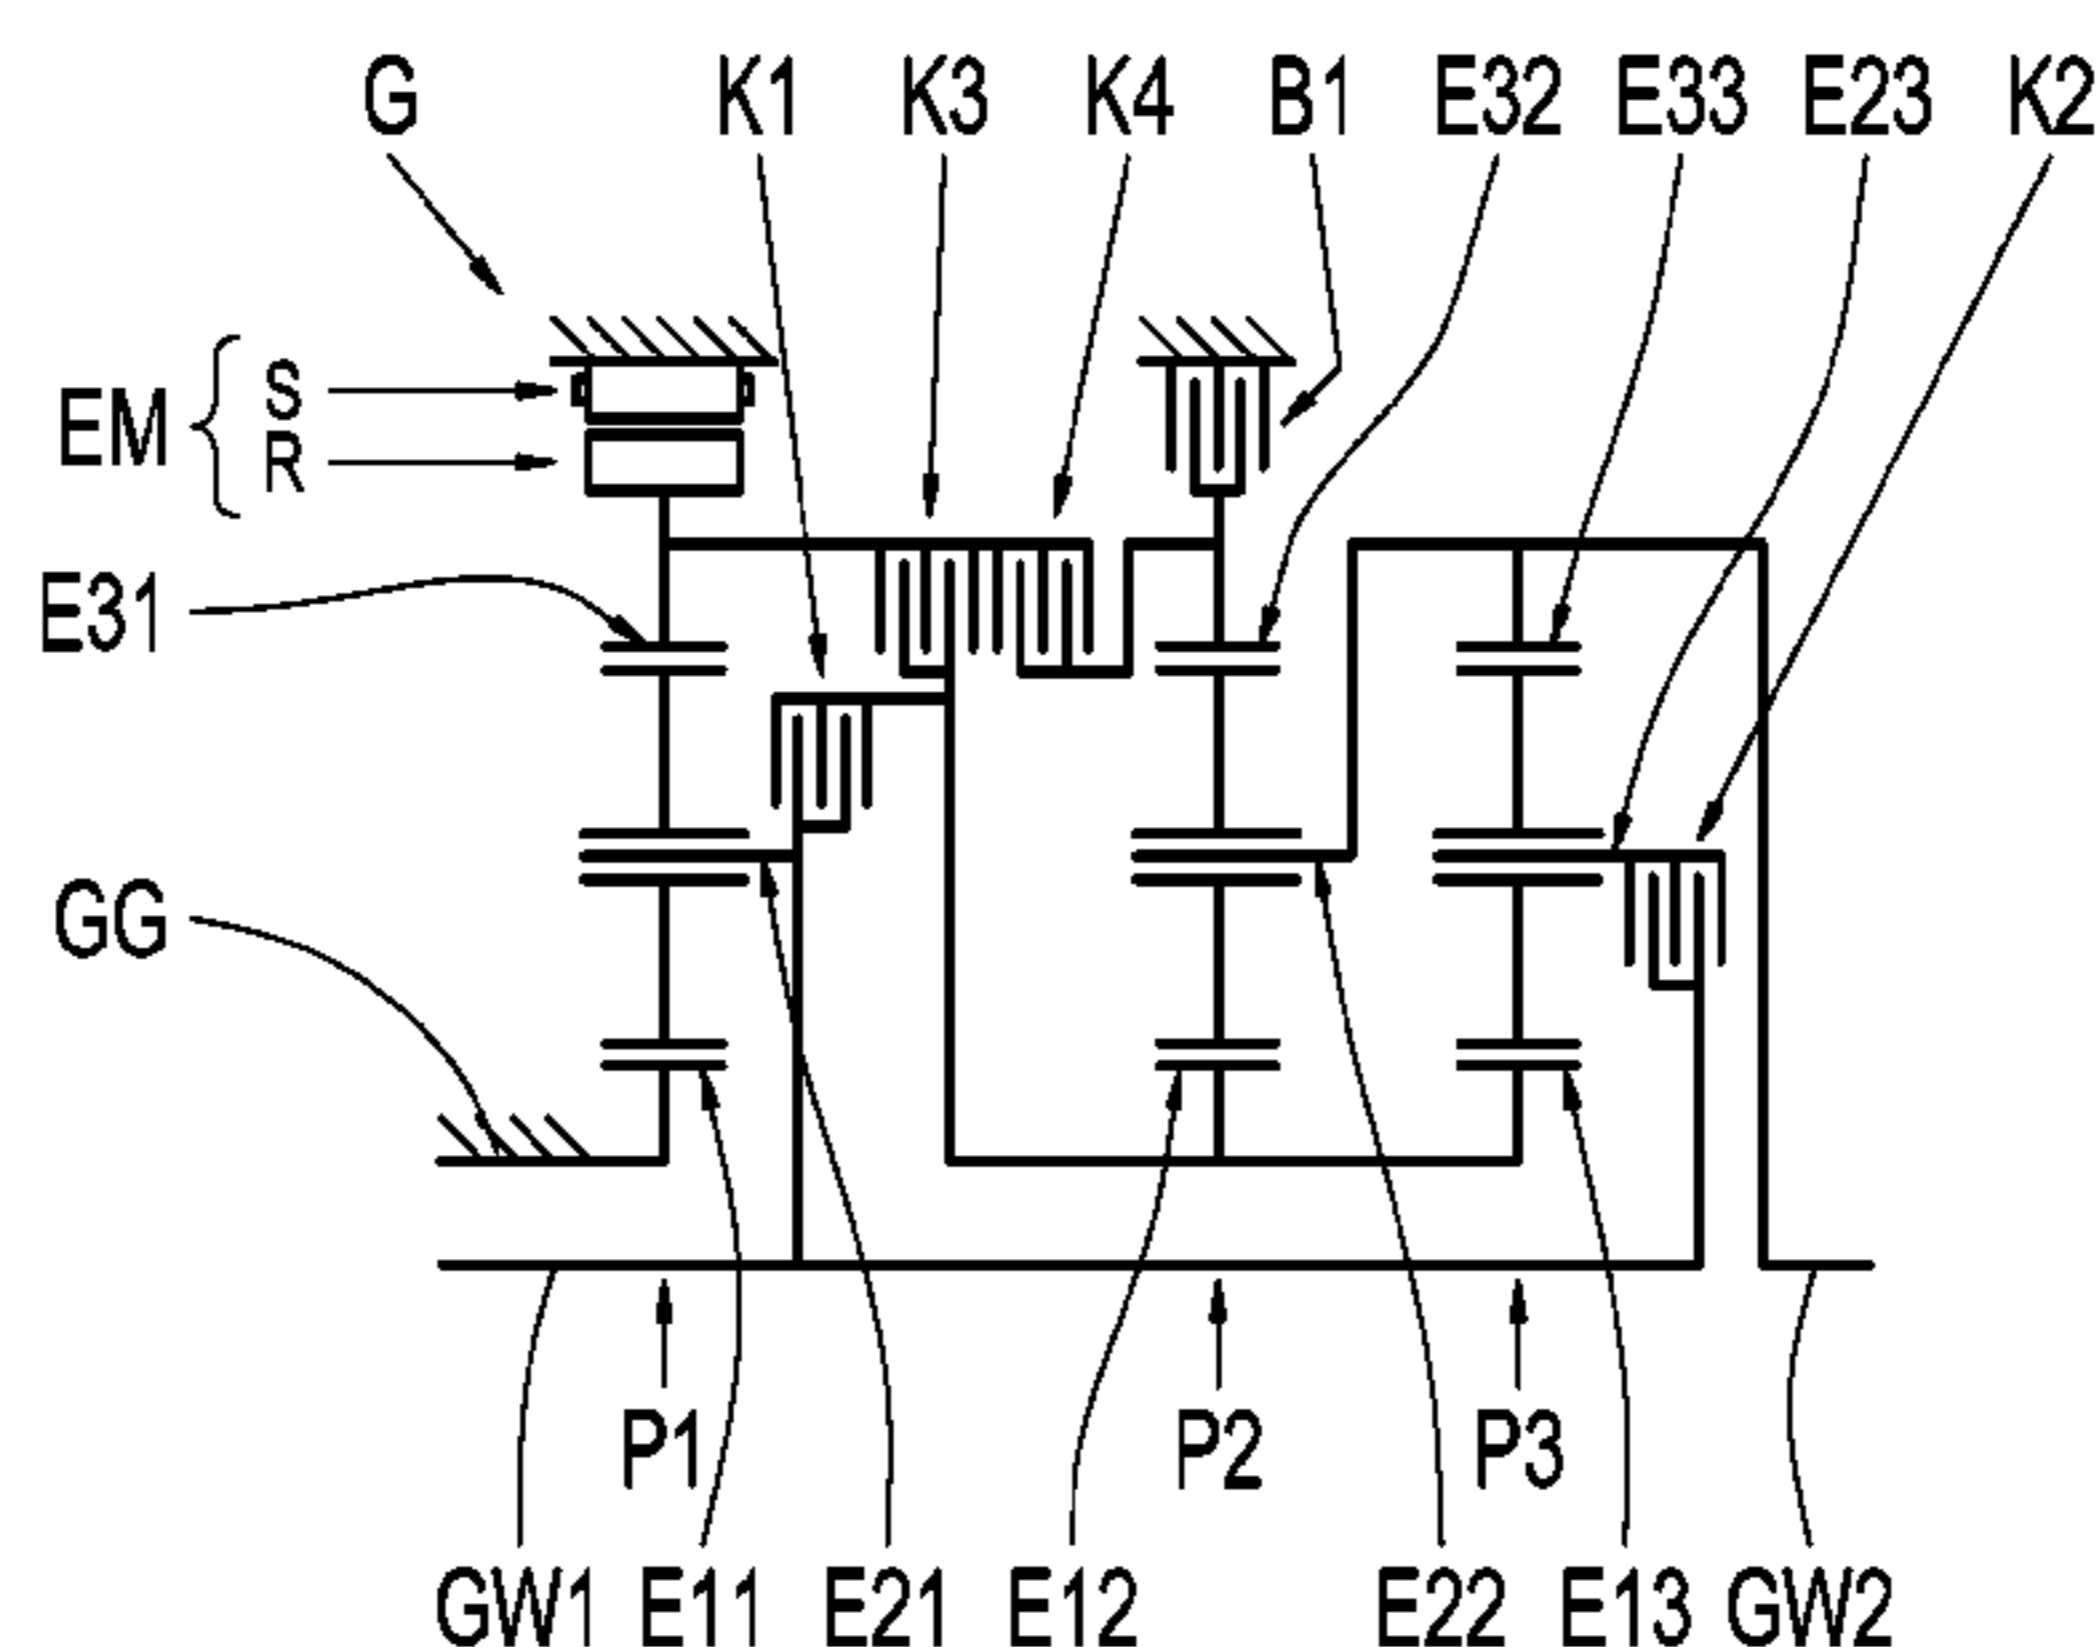 G K1 K3 K4 B1 E32 E33 E23 K2
S
EM
R
E31
GG
P1 P2 P3
GW1 E11 E21 E12 E22 E13 GW2